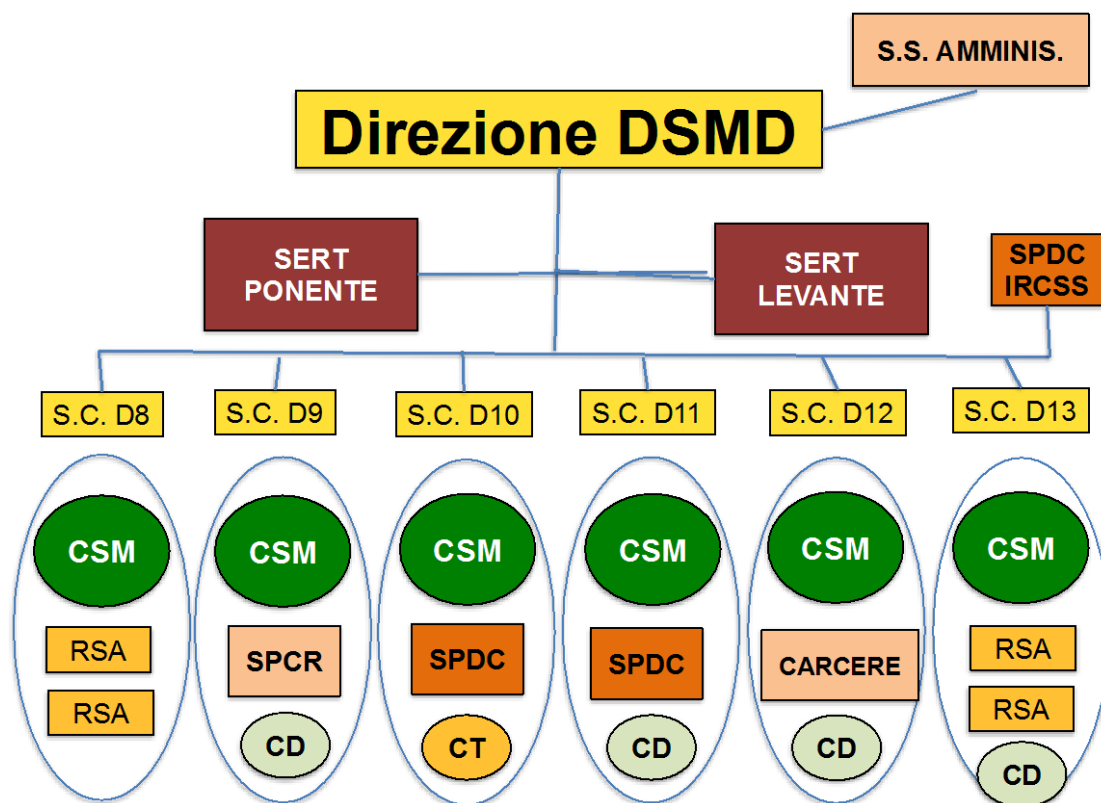 S.S. AMMINIS.
Direzione DSMD
SERT
PONENTE
SERT
LEVANTE
SPDC
IRCSS
S.C. D8
S.C. D9
S.C. D10
S.C. D11
S.C. D12
S.C. D13
CSM
CSM
CSM
CSM
CSM
CSM
RSA
SPCR
SPDC
SPDC
CARCERE
RSA
RSA
RSA
CD
CT
CD
CD
CD